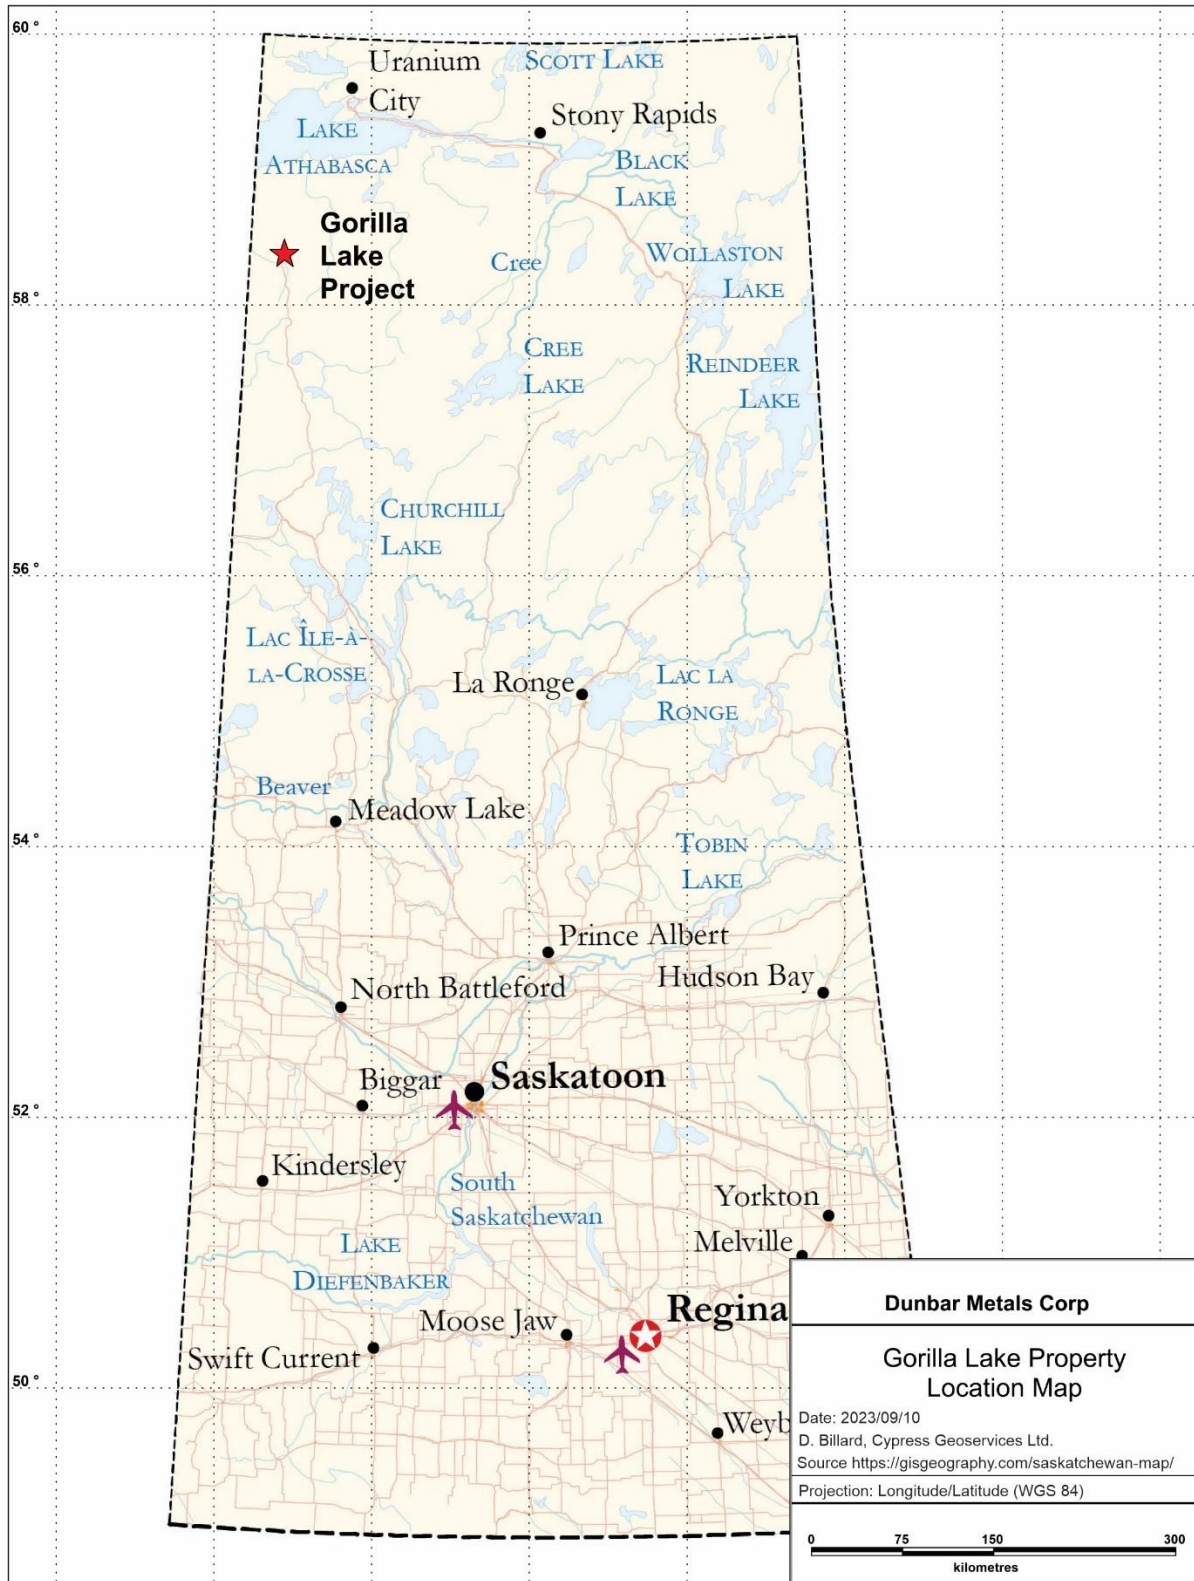 60 °
Uranium
City
SCOTT LAKE
Stony Rapids
LAKE
ATHABASCA
BLACK
LAKE
Gorilla
Lake
Project
Cree
WOLLASTON
LAKE
58 °
CREE
LAKE
REINDEER
LAKE
CHURCHILL
LAKE
56 °
LAC ÎLE-À-
LA-CROSSE
La Ronge
LAC LA
RONGE
Beaver
Meadow Lake
54 °
TOBIN
LAKE
Prince Albert
Hudson Bay
North Battleford
Biggar
Saskatoon
52 °
Kindersley
South
Saskatchewan
Yorkton
Melville
LAKE
DIEFENBAKER
Regina
Moose Jaw
Swift Current
50 °
Weyb
Dunbar Metals Corp
Gorilla Lake Property
Location Map
Date: 2023/09/10
D. Billard, Cypress Geoservices Ltd.
Source https://gisgeography.com/saskatchewan-map/
Projection: Longitude/Latitude (WGS 84)
0 75 150 300
kilometres